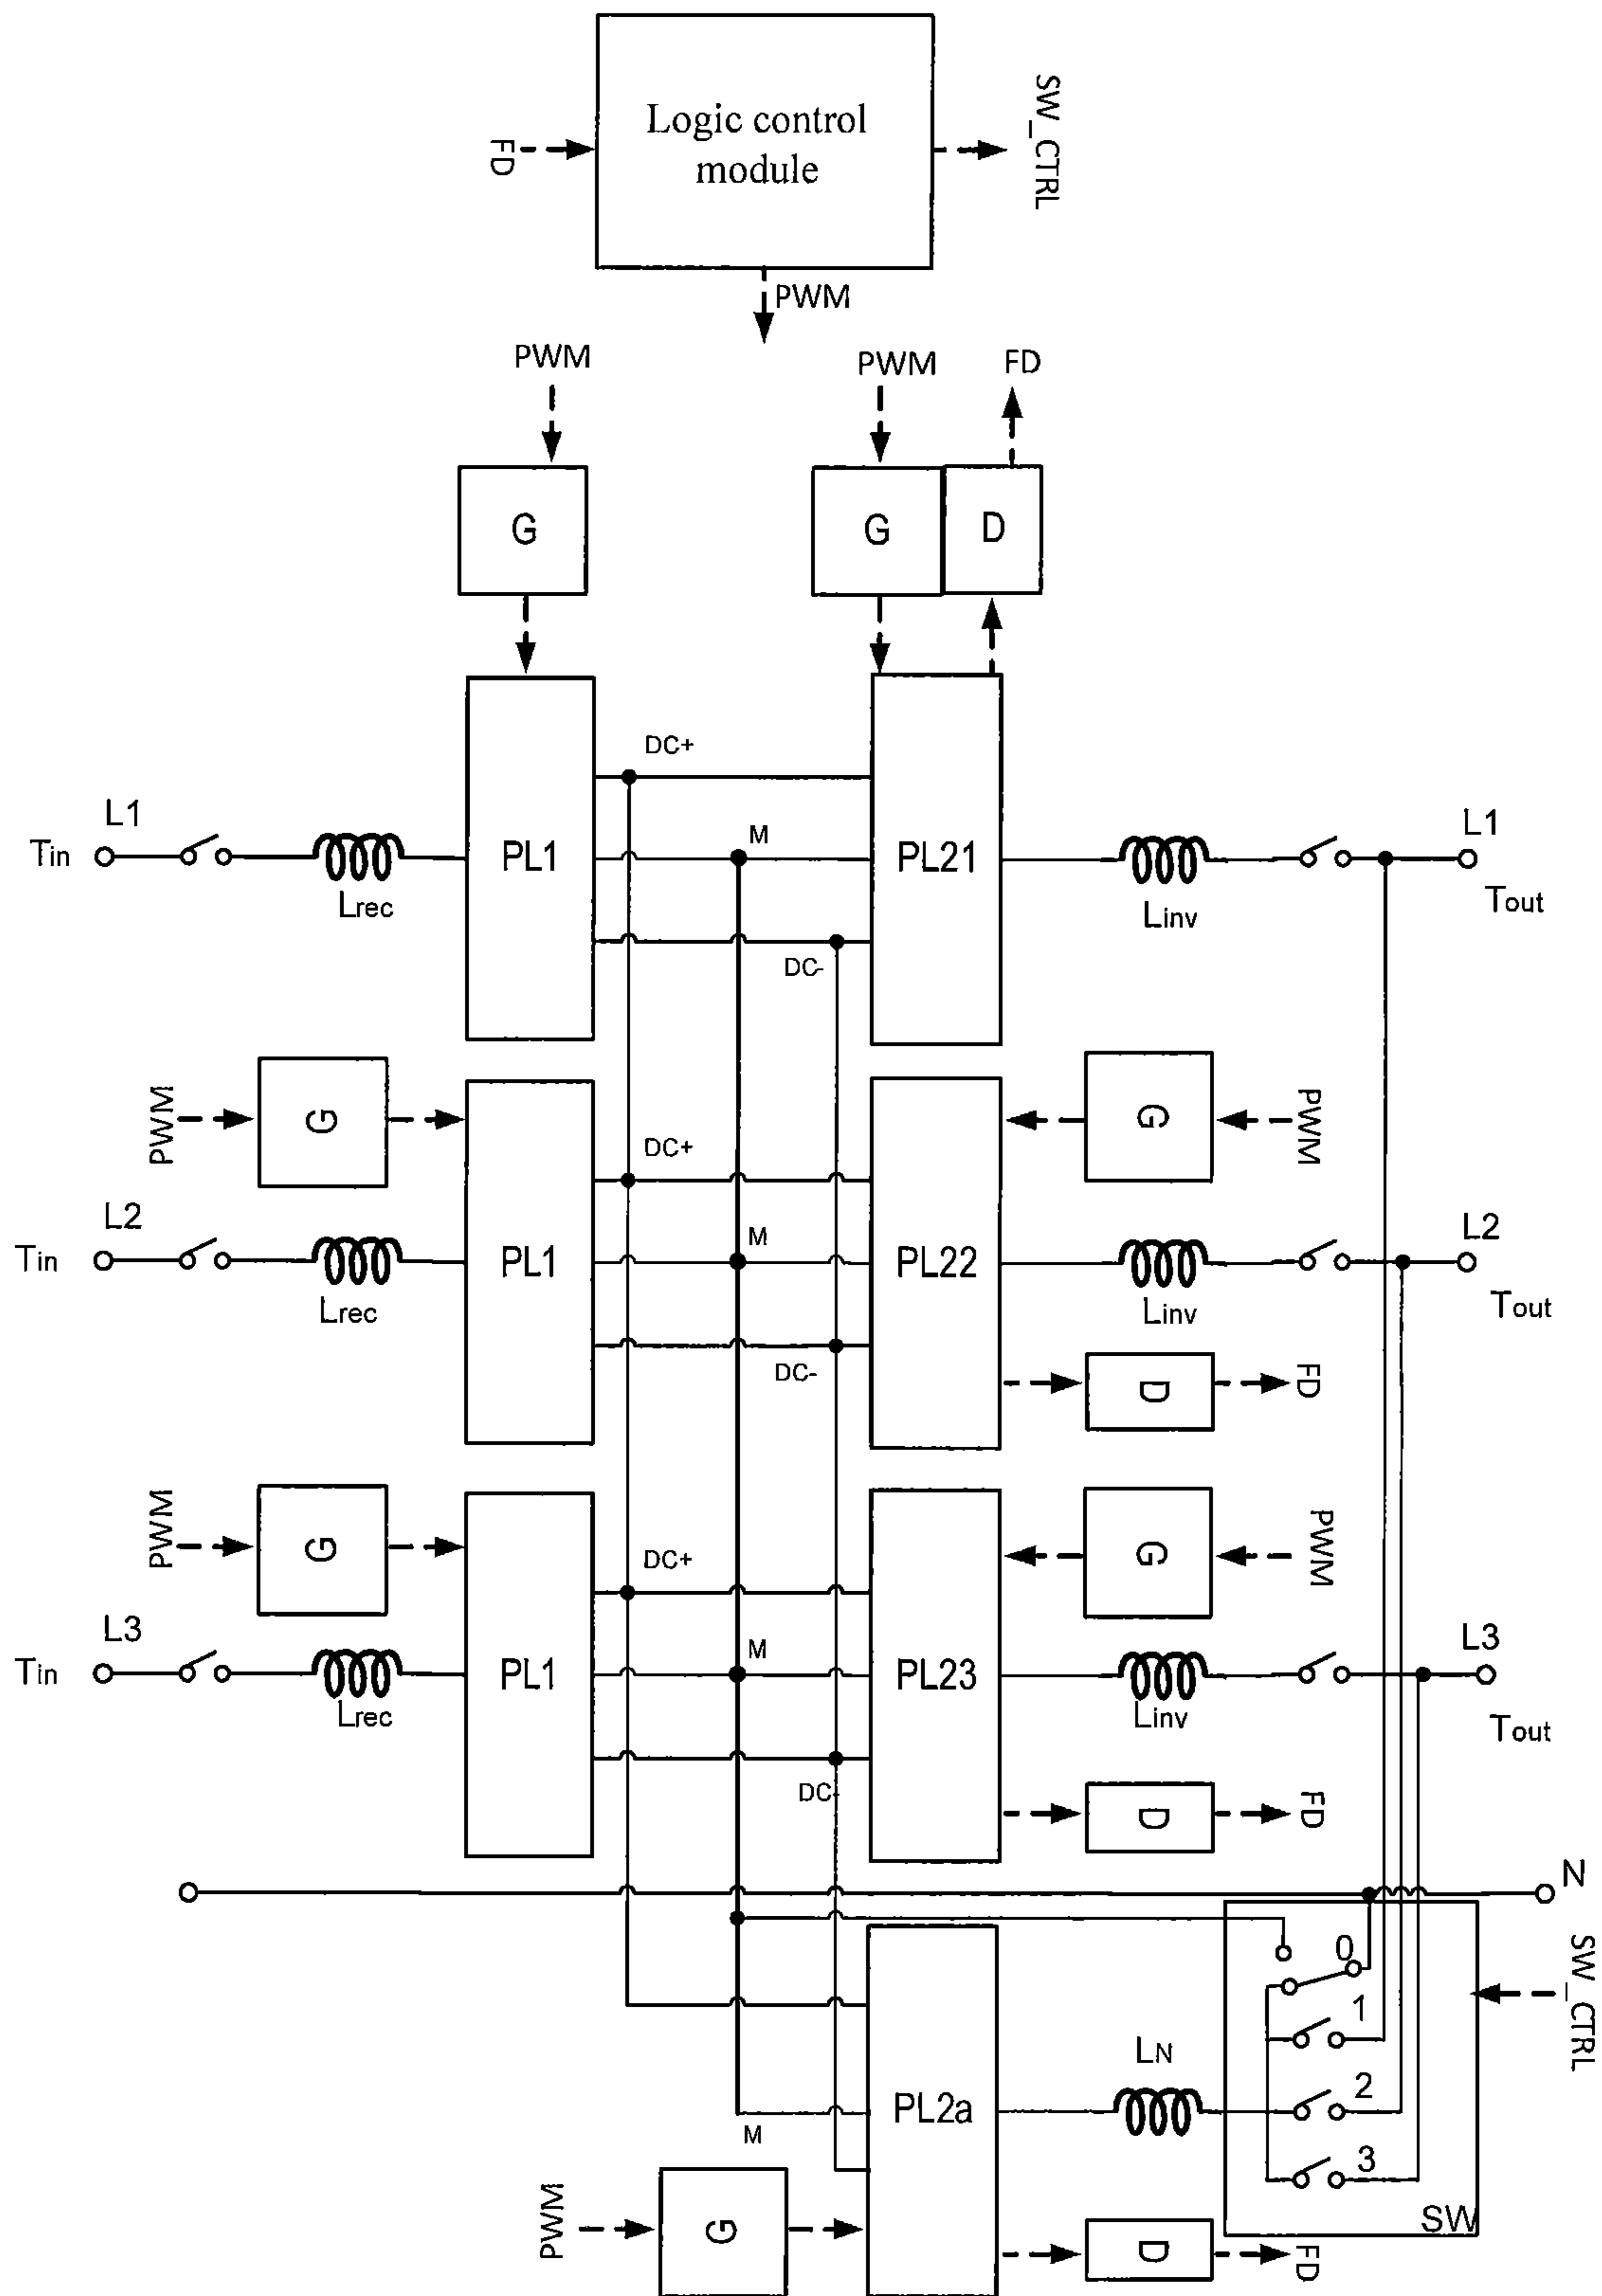 Logic control
module
FD
SW_CTRL
PWM
PWM
PWM
FD
G
G
D
DC+
L1
L1
Tin
M
PL1
PL21
Tout
Lrec
Linv
DC-
PWM
G
G
PWM
DC+
L2
L2
Tin
M
PL1
PL22
Tout
Lrec
Linv
DC-
D
FD
PWM
G
G
PWM
DC+
L3
L3
Tin
M
PL1
PL23
Tout
Lrec
Linv
DC-
D
FD
N
0
SW_CTRL
1
LN
2
PL2a
M
3
PWM
G
SW
D
FD